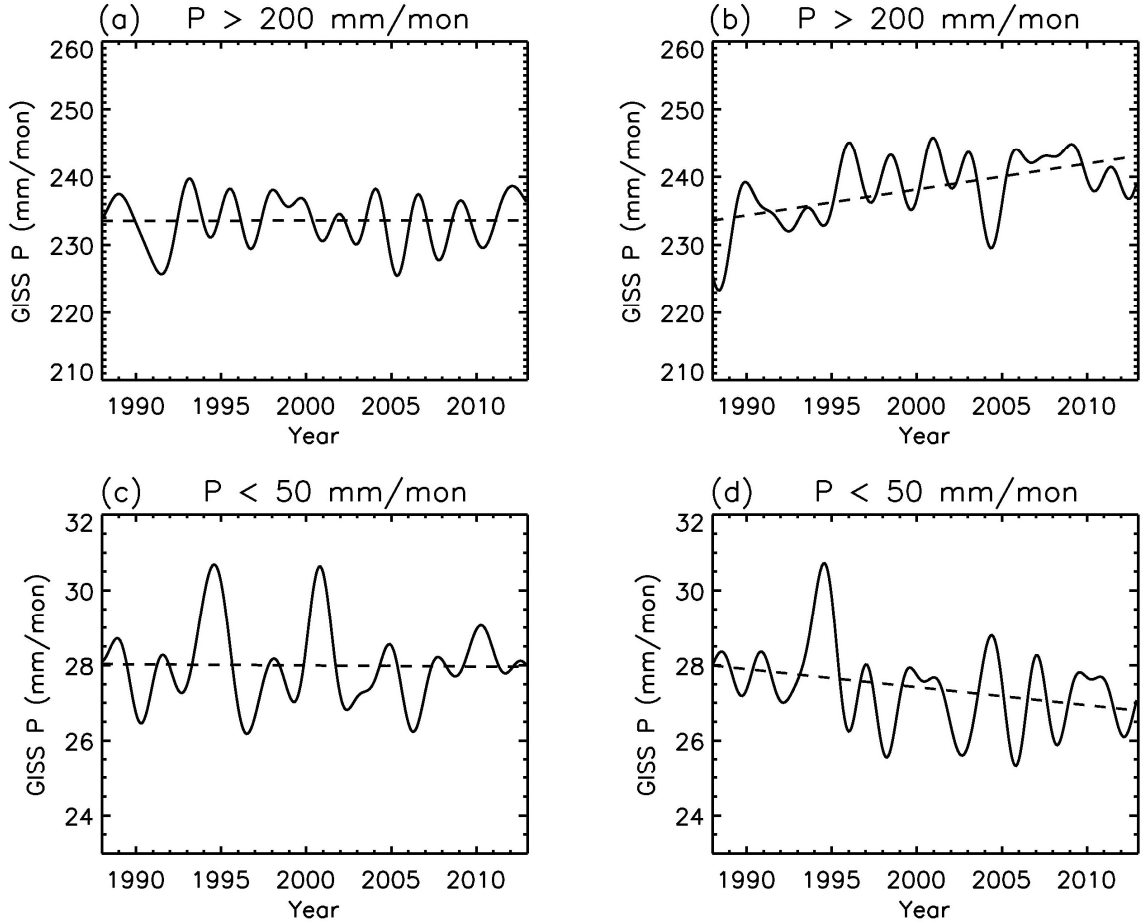 (a) P > 200 mm/mon
260
250
240
230
220
210
GISS P (mm/mon)
1990 1995 2000 2005 2010
Year
(b) P > 200 mm/mon
260
250
240
230
220
210
GISS P (mm/mon)
1990 1995 2000 2005 2010
Year
(c) P < 50 mm/mon
32
30
28
26
24
GISS P (mm/mon)
1990 1995 2000 2005 2010
Year
(d) P < 50 mm/mon
32
30
28
26
24
GISS P (mm/mon)
1990 1995 2000 2005 2010
Year